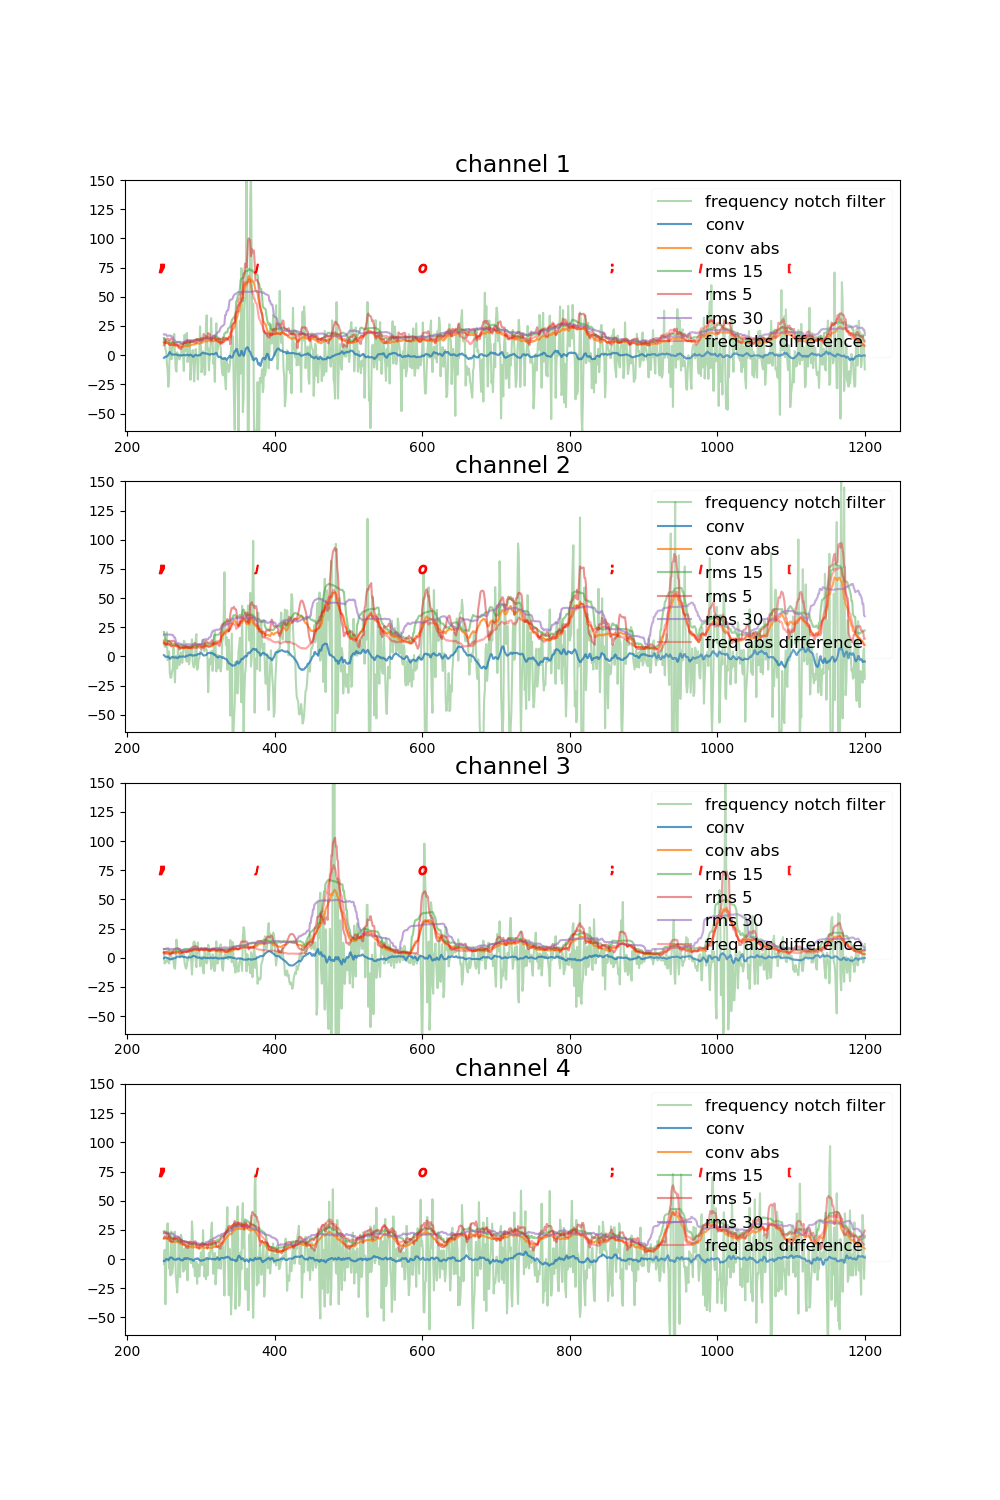 channel 1
150
125
100
75
50
25
0
−25
−50
frequency notch filter
conv
conv abs
rms 15
rms 5
rms 30
freq abs difference
o ; / [
200 400 600 800 1000 1200
channel 2
150
125
100
75
50
25
0
−25
−50
frequency notch filter
conv
conv abs
rms 15
rms 5
rms 30
freq abs difference
o ; / [
200 400 600 800 1000 1200
channel 3
150
125
100
75
50
25
0
−25
−50
frequency notch filter
conv
conv abs
rms 15
rms 5
rms 30
freq abs difference
o ; / [
200 400 600 800 1000 1200
channel 4
150
125
100
75
50
25
0
−25
−50
frequency notch filter
conv
conv abs
rms 15
rms 5
rms 30
freq abs difference
o ; / [
200 400 600 800 1000 1200